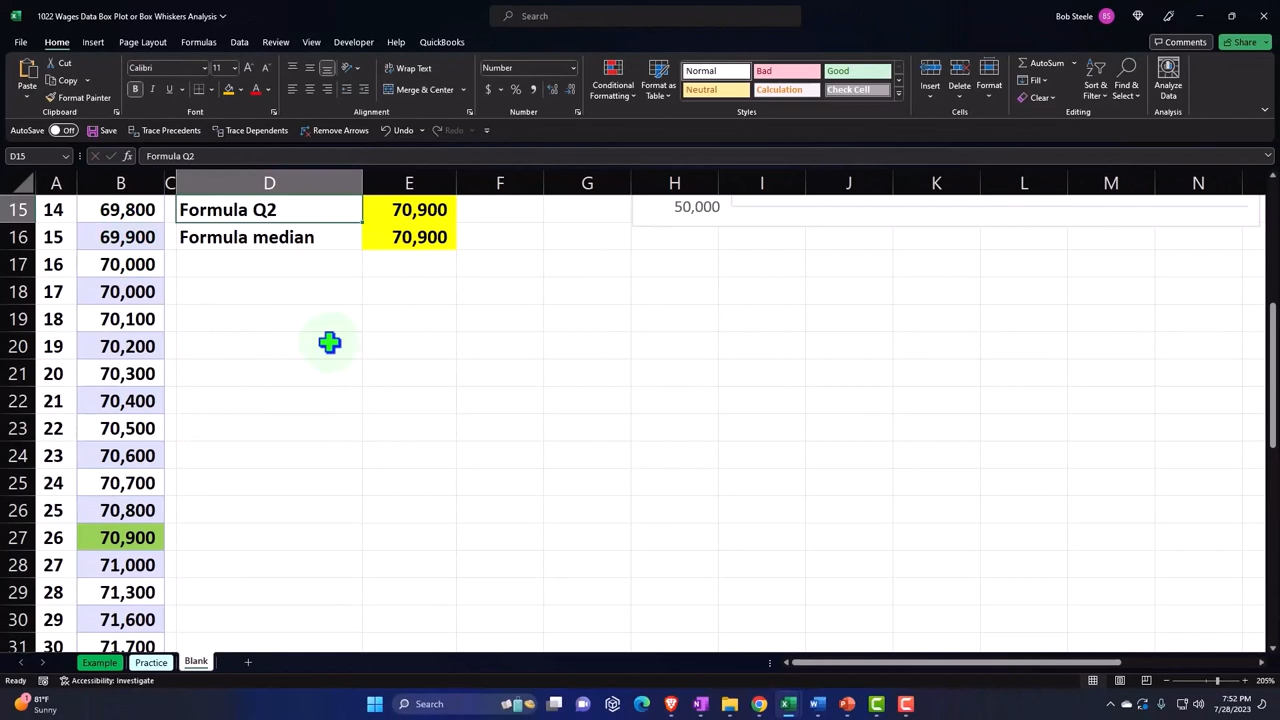 1022 Wages Data Box Plot or Box Whiskers Analysis
Search
Bob Steele
BS
File Home Insert Draw Page Layout Formulas Data Review View Developer Help QuickBooks
Comments
Share
Paste
Cut
Copy
Format Painter
Clipboard
Calibri
11
Font
Wrap Text
Merge & Center
Alignment
Number
Number
Conditional Formatting
Format as Table
Normal Bad Good
Neutral Calculation Check Cell
Styles
Insert Delete Format
Cells
AutoSum
Fill
Clear
Sort & Filter
Find & Select
Editing
Analyze Data
Analysis
AutoSave Off Save Trace Precedents Trace Dependents Remove Arrows Undo Redo
D15 fx Formula Q2
A B C D E F G H I J K L M N
15 14 69,800 Formula Q2 70,900 50,000
16 15 69,900 Formula median 70,900
17 16 70,000
18 17 70,000
19 18 70,100
20 19 70,200
21 20 70,300
22 21 70,400
23 22 70,500
24 23 70,600
25 24 70,700
26 25 70,800
27 26 70,900
28 27 71,000
29 28 71,300
30 29 71,600
31 30 71,700
Example Practice Blank
Ready Accessibility: Investigate 205%
81°F
Sunny
Search
7:52 PM
7/28/2023